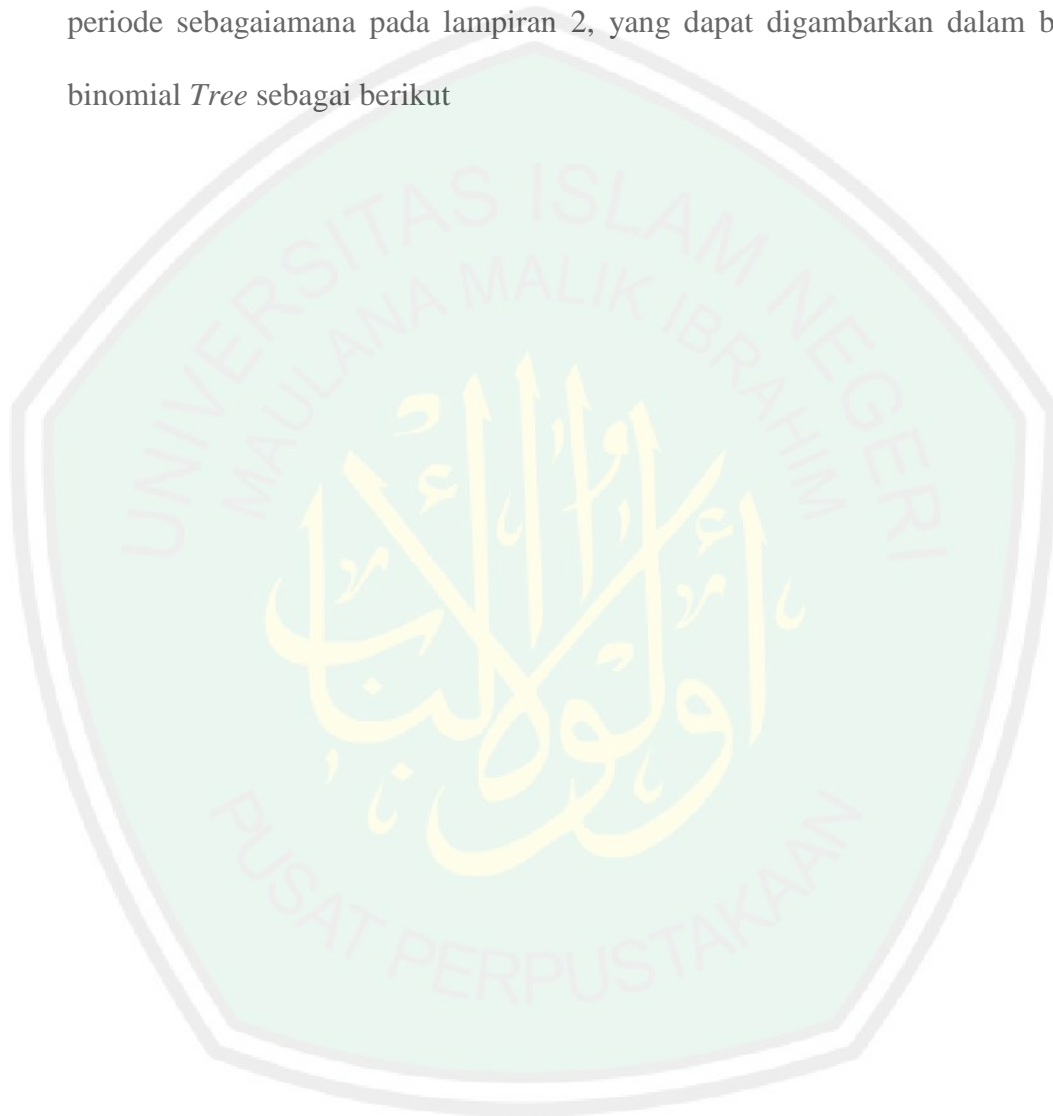 periode sebagaiamana pada lampiran 2, yang dapat digambarkan dalam b
binomial Tree sebagai berikut
UNIVERSITAS ISLAM NEGERI
MAULANA MALIK IBRAHIM
PUSAT PERPUSTAKAAN